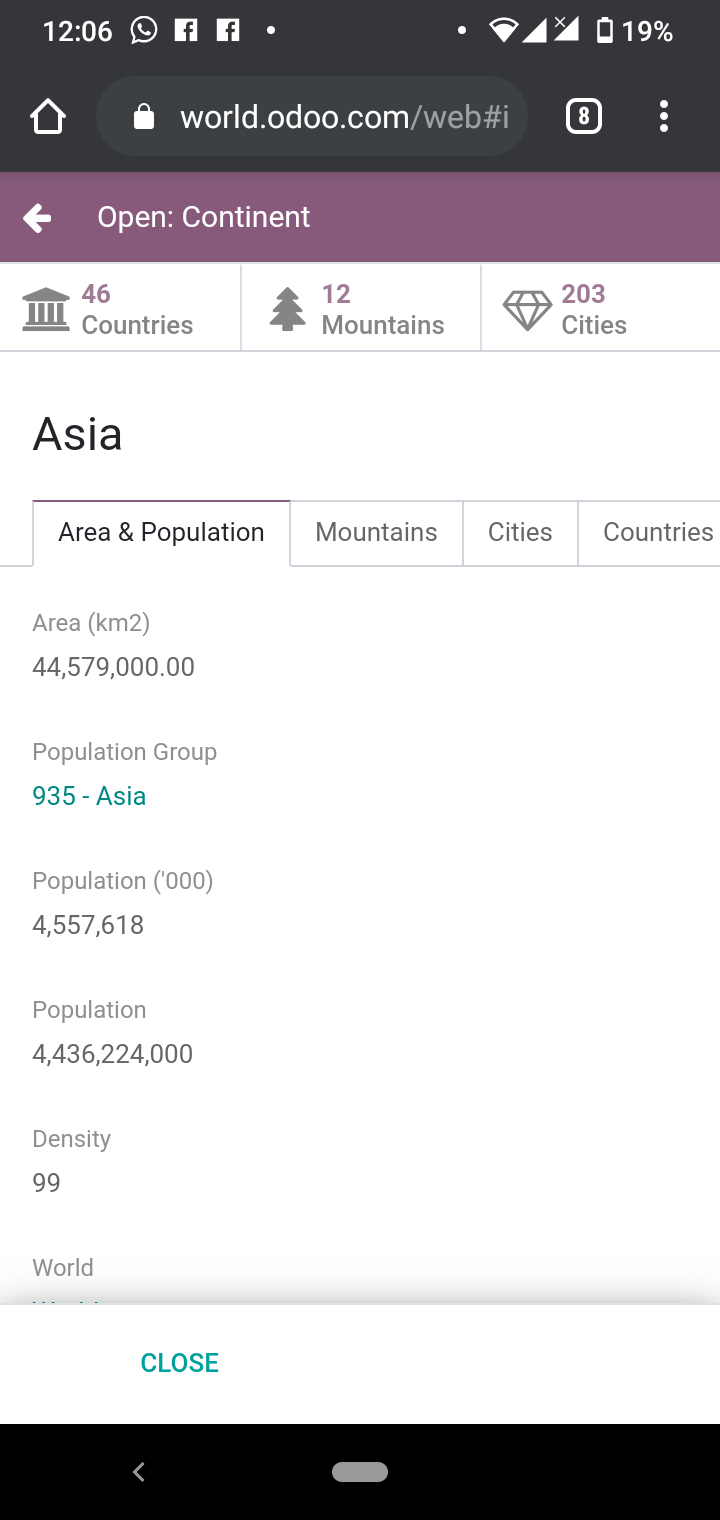 12:06 19%
world.odoo.com/web#i 8
Open: Continent
46 12 203
Countries Mountains Cities
Asia
Area & Population Mountains Cities Countries
Area (km2)
44,579,000.00
Population Group
935 - Asia
Population ('000)
4,557,618
Population
4,436,224,000
Density
99
World
CLOSE